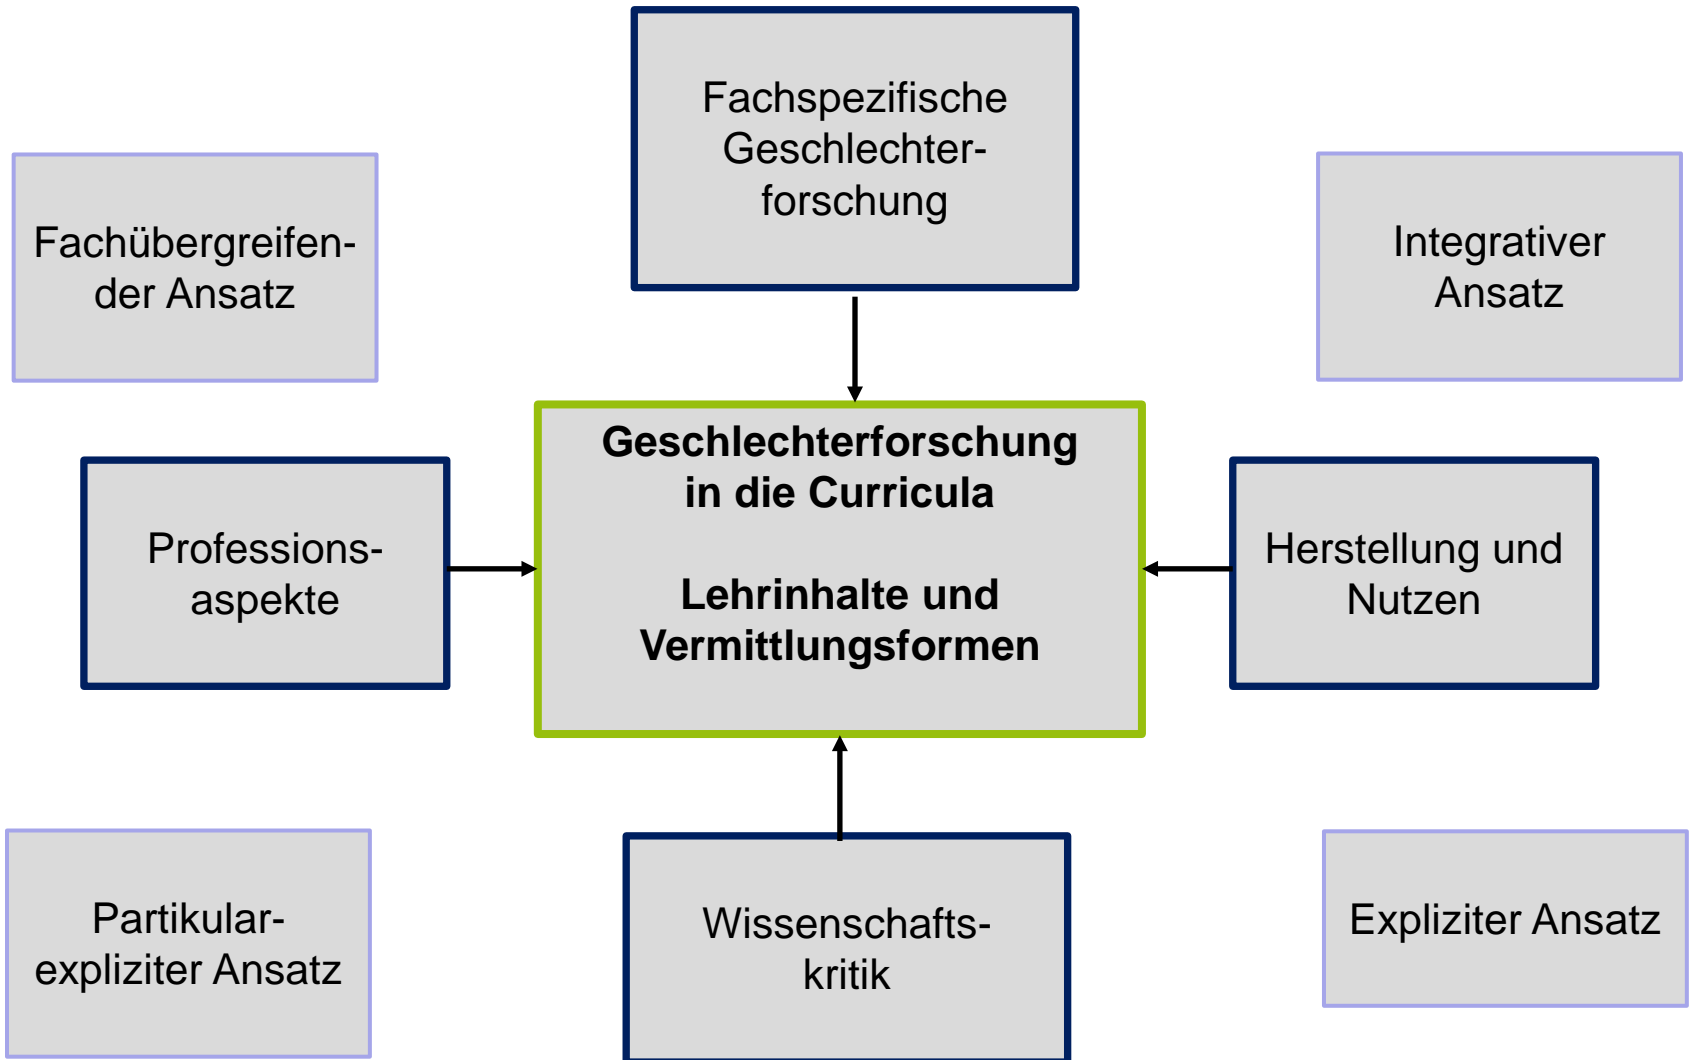 Fachspezifische
Geschlechter-
forschung
Fachübergreifen-
der Ansatz
Integrativer
Ansatz
Geschlechterforschung
in die Curricula
Lehrinhalte und
Vermittlungsformen
Professions-
aspekte
Herstellung und
Nutzen
Partikular-
expliziter Ansatz
Wissenschafts-
kritik
Expliziter Ansatz